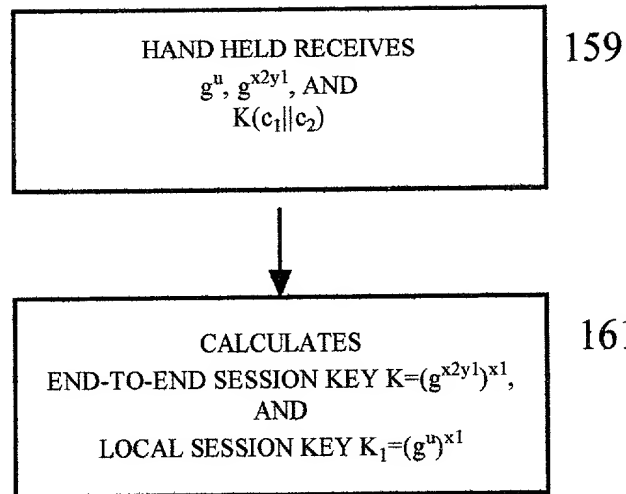 HAND HELD RECEIVES
g^u, g^x2y1, AND
K(c₁||c₂)
159
CALCULATES
END-TO-END SESSION KEY K=(g^x2y1)^x1,
AND
LOCAL SESSION KEY K₁=(g^u)^x1
161